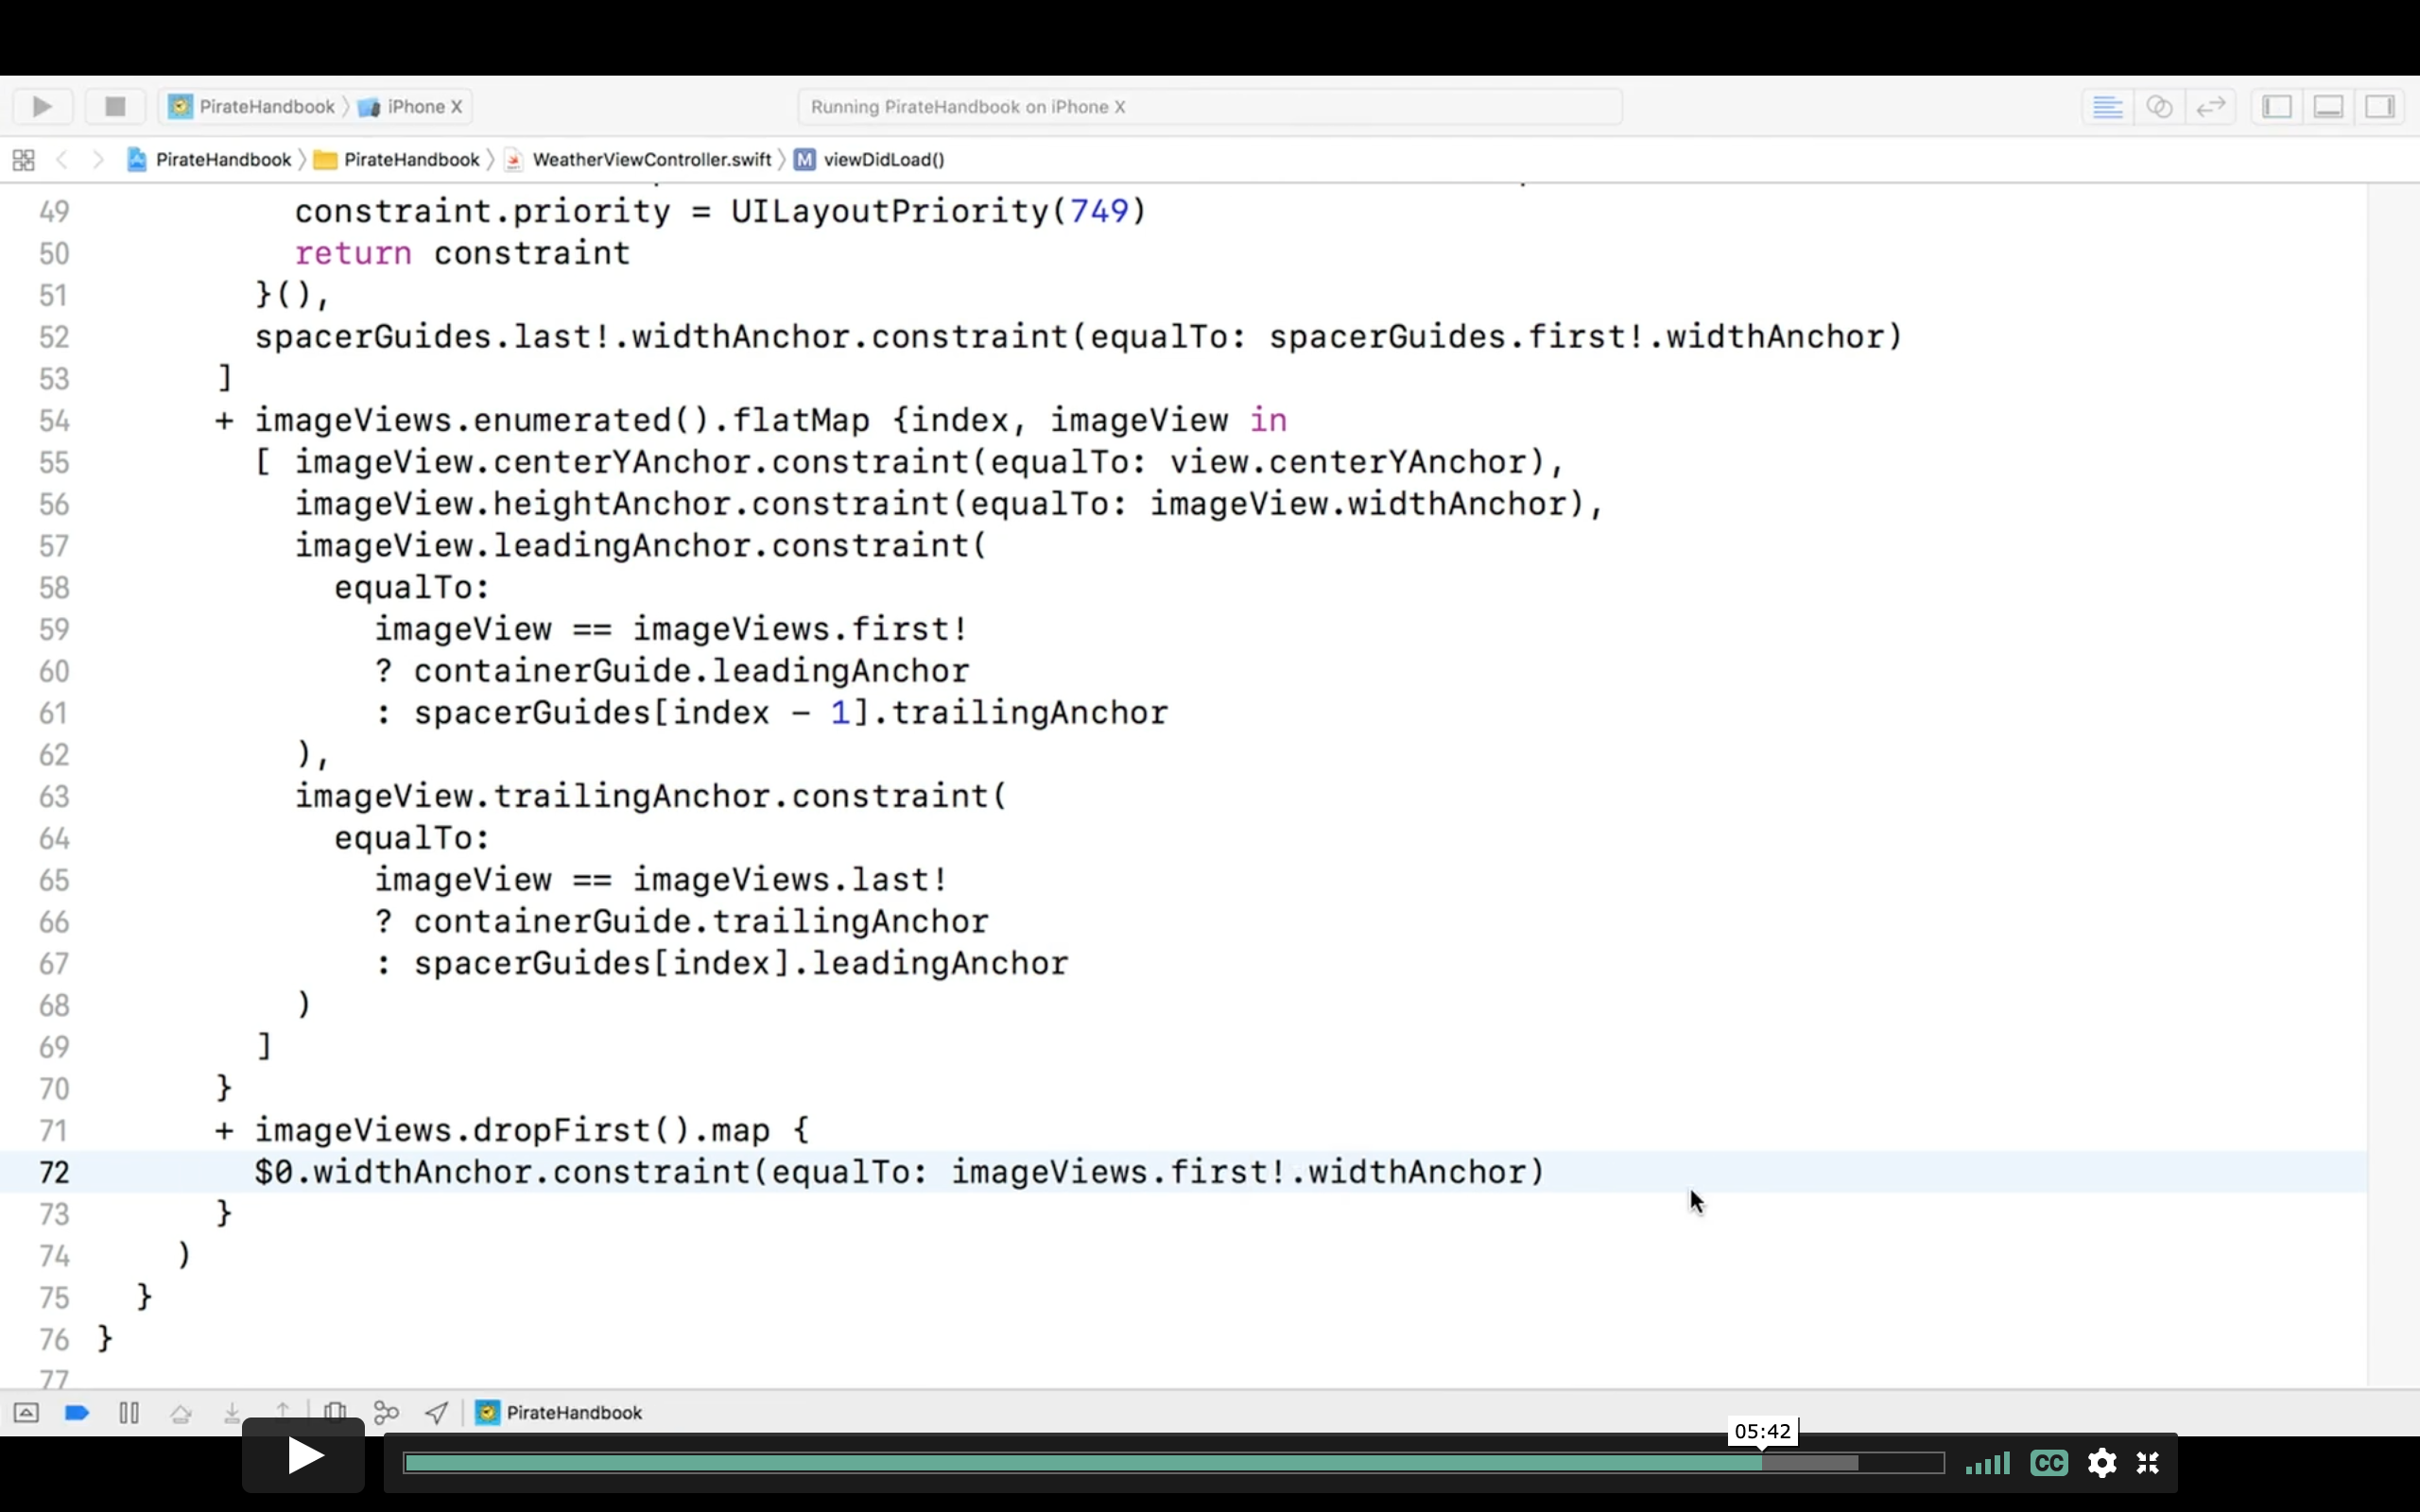 PirateHandbook 〉 iPhone X
Running PirateHandbook on iPhone X
PirateHandbook 〉 PirateHandbook 〉 WeatherViewController.swift 〉 M viewDidLoad()
49 constraint.priority = UILayoutPriority(749)
50 return constraint
51 }(),
52 spacerGuides.last!.widthAnchor.constraint(equalTo: spacerGuides.first!.widthAnchor)
53 ]
54 + imageViews.enumerated().flatMap {index, imageView in
55 [ imageView.centerYAnchor.constraint(equalTo: view.centerYAnchor),
56 imageView.heightAnchor.constraint(equalTo: imageView.widthAnchor),
57 imageView.leadingAnchor.constraint(
58 equalTo:
59 imageView == imageViews.first!
60 ? containerGuide.leadingAnchor
61 : spacerGuides[index - 1].trailingAnchor
62 ),
63 imageView.trailingAnchor.constraint(
64 equalTo:
65 imageView == imageViews.last!
66 ? containerGuide.trailingAnchor
67 : spacerGuides[index].leadingAnchor
68 )
69 ]
70 }
71 + imageViews.dropFirst().map {
72 $0.widthAnchor.constraint(equalTo: imageViews.first!.widthAnchor)
73 }
74 )
75 }
76 }
77
PirateHandbook
05:42
CC